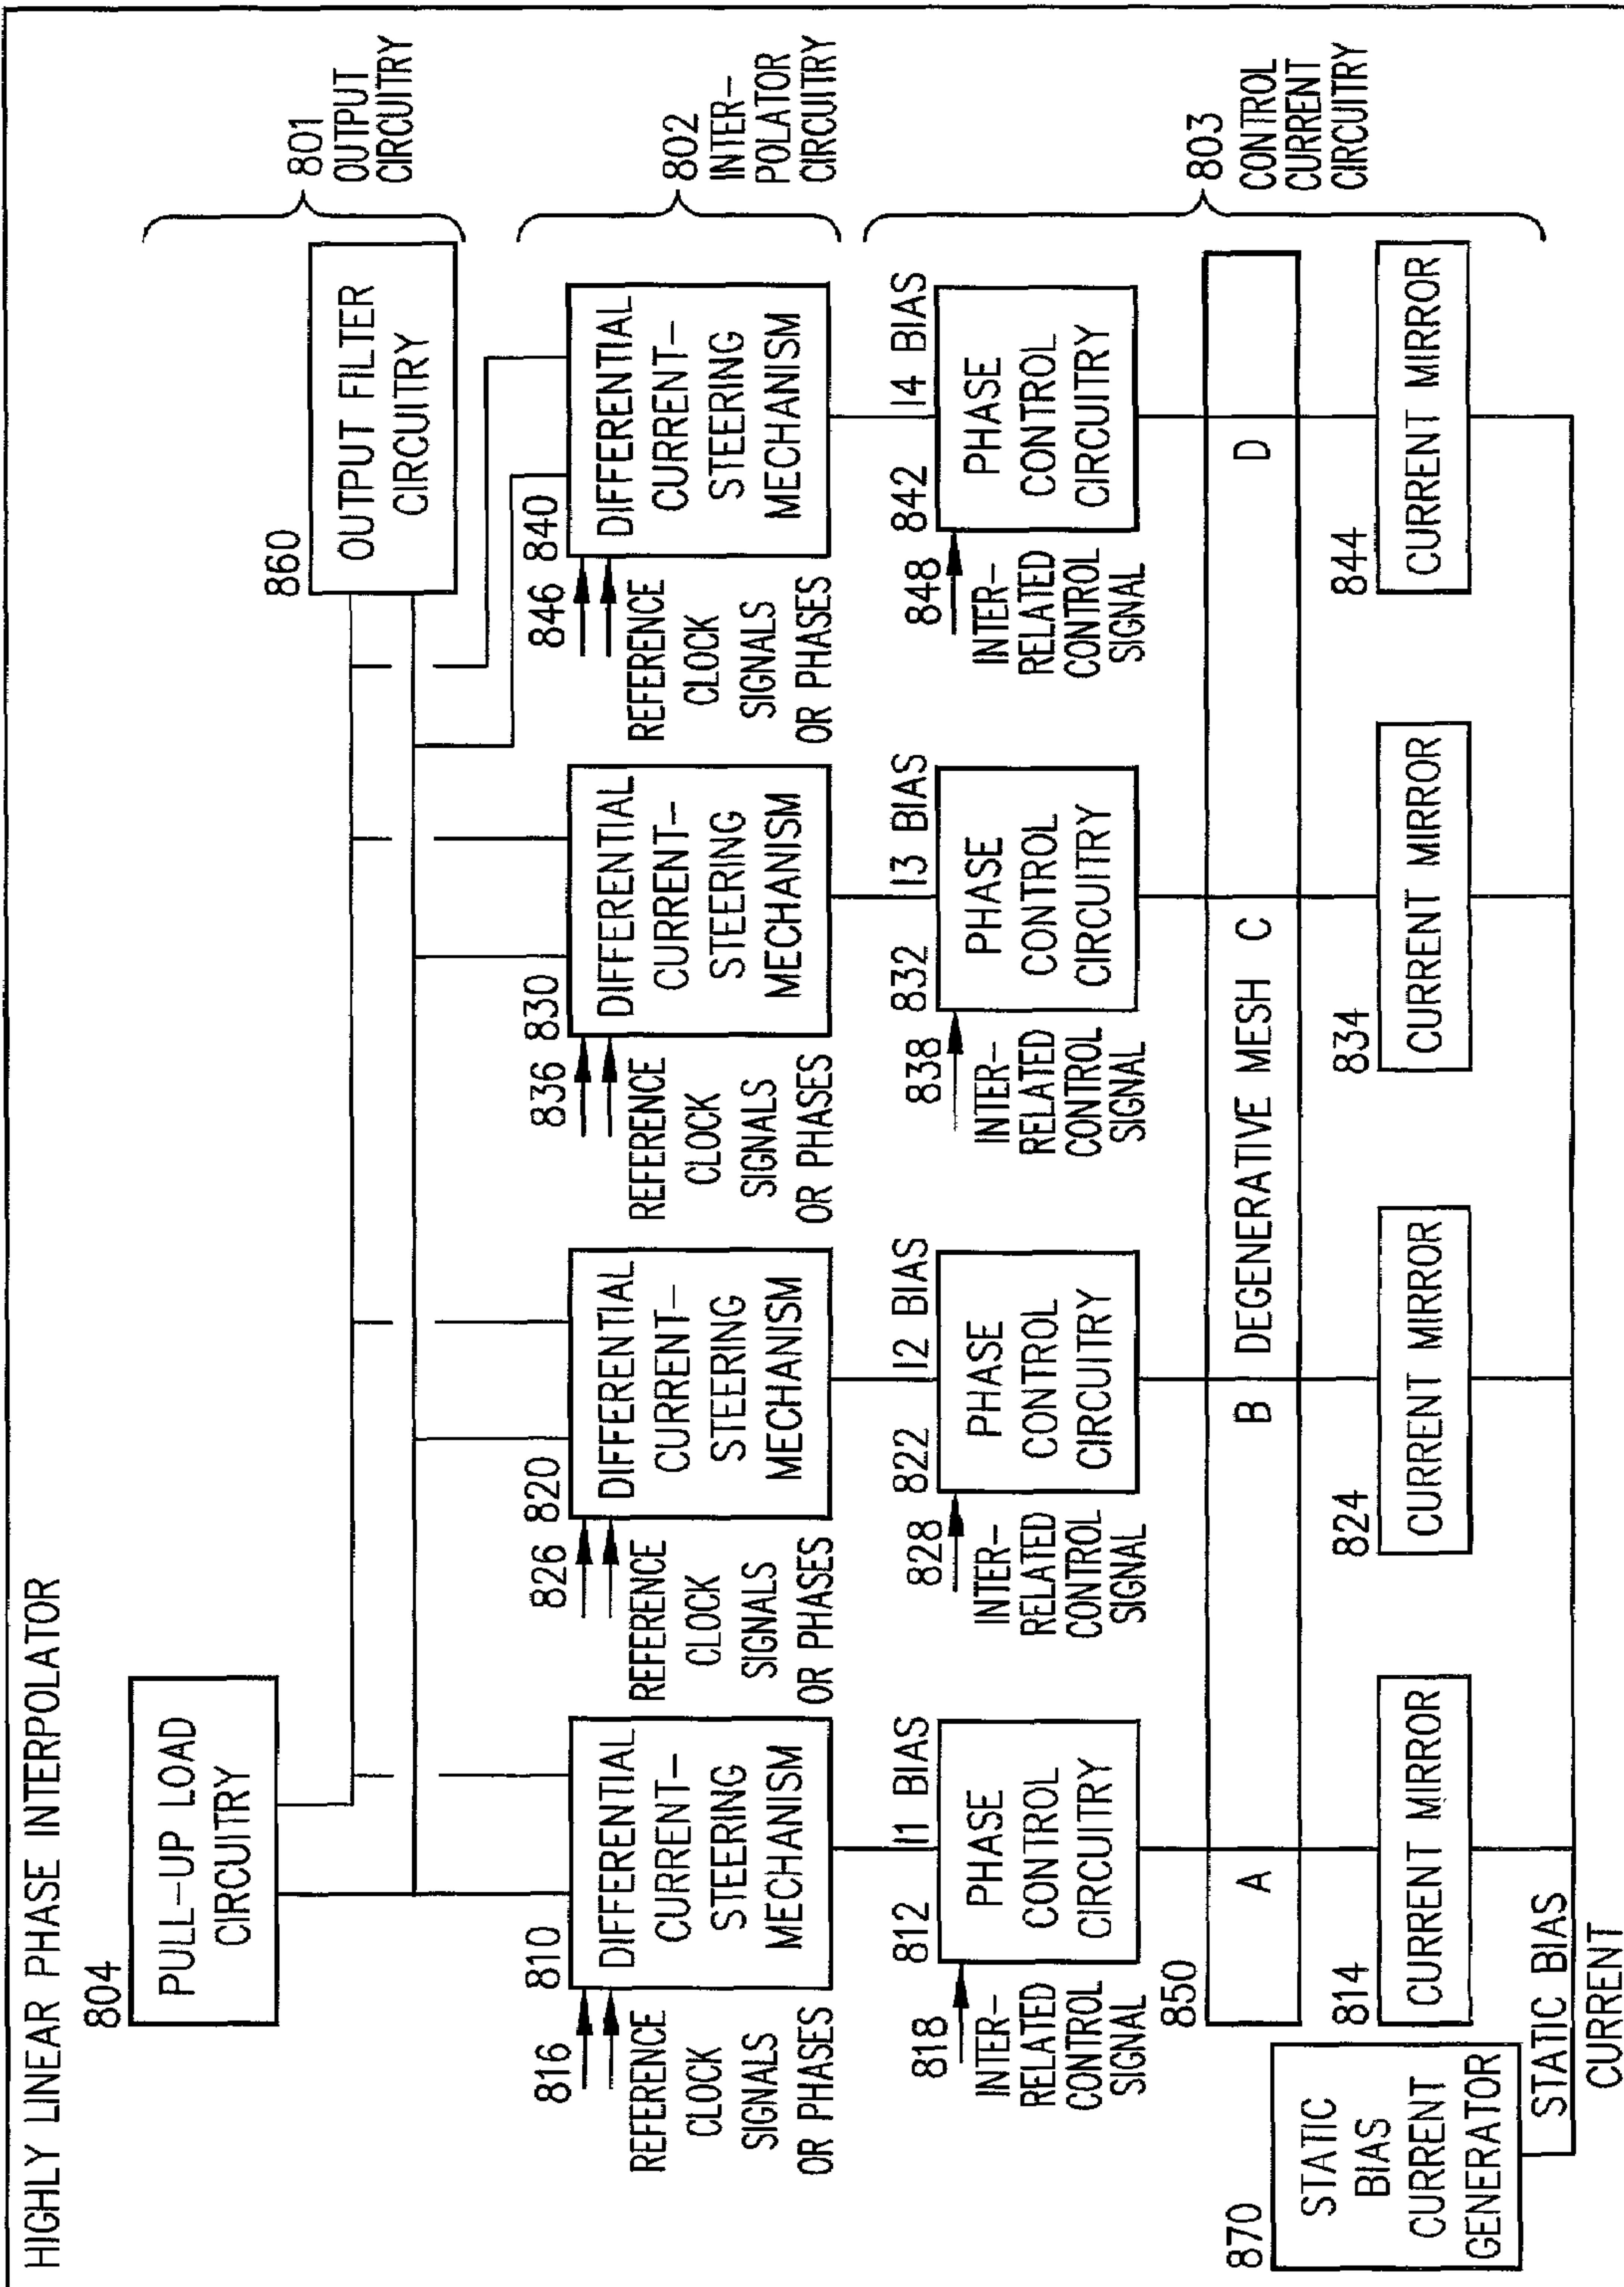 HIGHLY LINEAR PHASE INTERPOLATOR
804
PULL-UP LOAD
CIRCUITRY
860
OUTPUT FILTER
CIRCUITRY
801
OUTPUT
CIRCUITRY
816
810
DIFFERENTIAL
CURRENT-
STEERING
MECHANISM
REFERENCE
CLOCK
SIGNALS
OR PHASES
826
820
DIFFERENTIAL
CURRENT-
STEERING
MECHANISM
REFERENCE
CLOCK
SIGNALS
OR PHASES
836
830
DIFFERENTIAL
CURRENT-
STEERING
MECHANISM
REFERENCE
CLOCK
SIGNALS
OR PHASES
846
840
DIFFERENTIAL
CURRENT-
STEERING
MECHANISM
REFERENCE
CLOCK
SIGNALS
OR PHASES
802
INTER-
POLATOR
CIRCUITRY
818
812
I1 BIAS
PHASE
CONTROL
CIRCUITRY
INTER-
RELATED
CONTROL
SIGNAL
828
822
I2 BIAS
PHASE
CONTROL
CIRCUITRY
INTER-
RELATED
CONTROL
SIGNAL
838
832
I3 BIAS
PHASE
CONTROL
CIRCUITRY
INTER-
RELATED
CONTROL
SIGNAL
848
842
I4 BIAS
PHASE
CONTROL
CIRCUITRY
INTER-
RELATED
CONTROL
SIGNAL
803
CONTROL
CURRENT
CIRCUITRY
850
A B DEGENERATIVE MESH C D
870
STATIC
BIAS
CURRENT
GENERATOR
814
CURRENT MIRROR
824
CURRENT MIRROR
834
CURRENT MIRROR
844
CURRENT MIRROR
STATIC BIAS
CURRENT